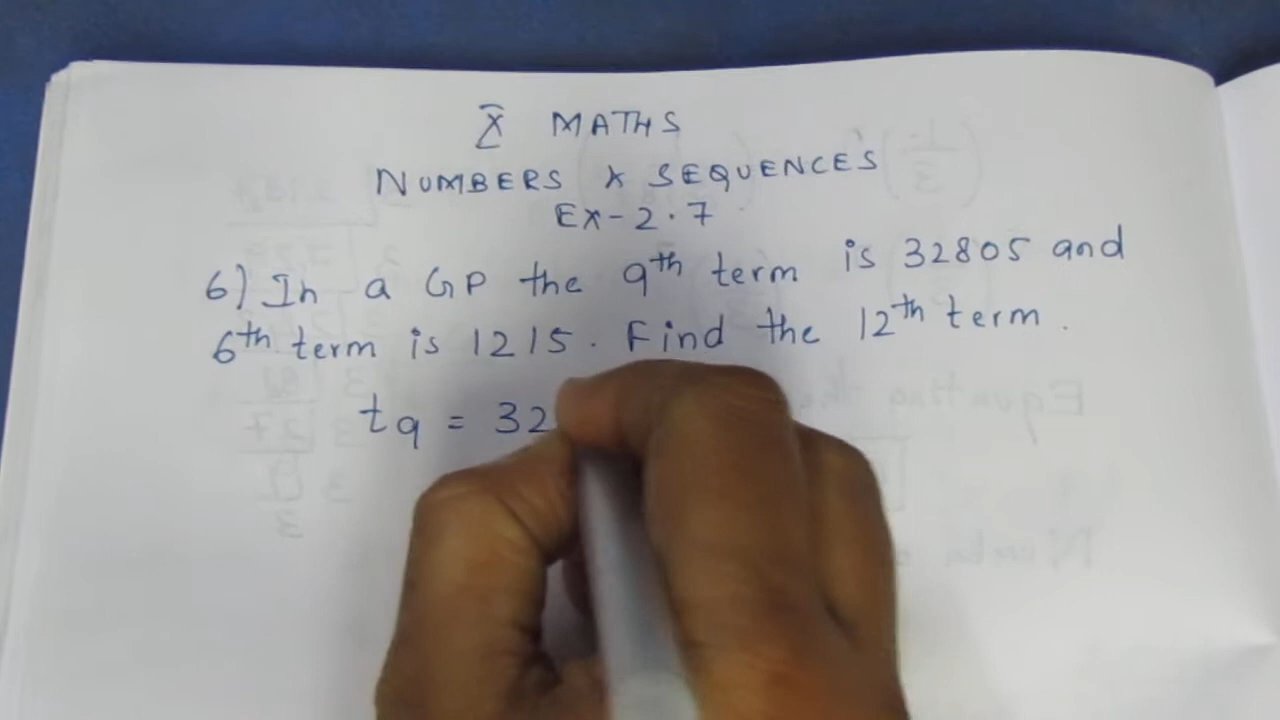 X MATHS
NUMBERS & SEQUENCES
EX-2.7
6) In a GP the 9th term is 32805 and
6th term is 1215. Find the 12th term.
t9 = 32